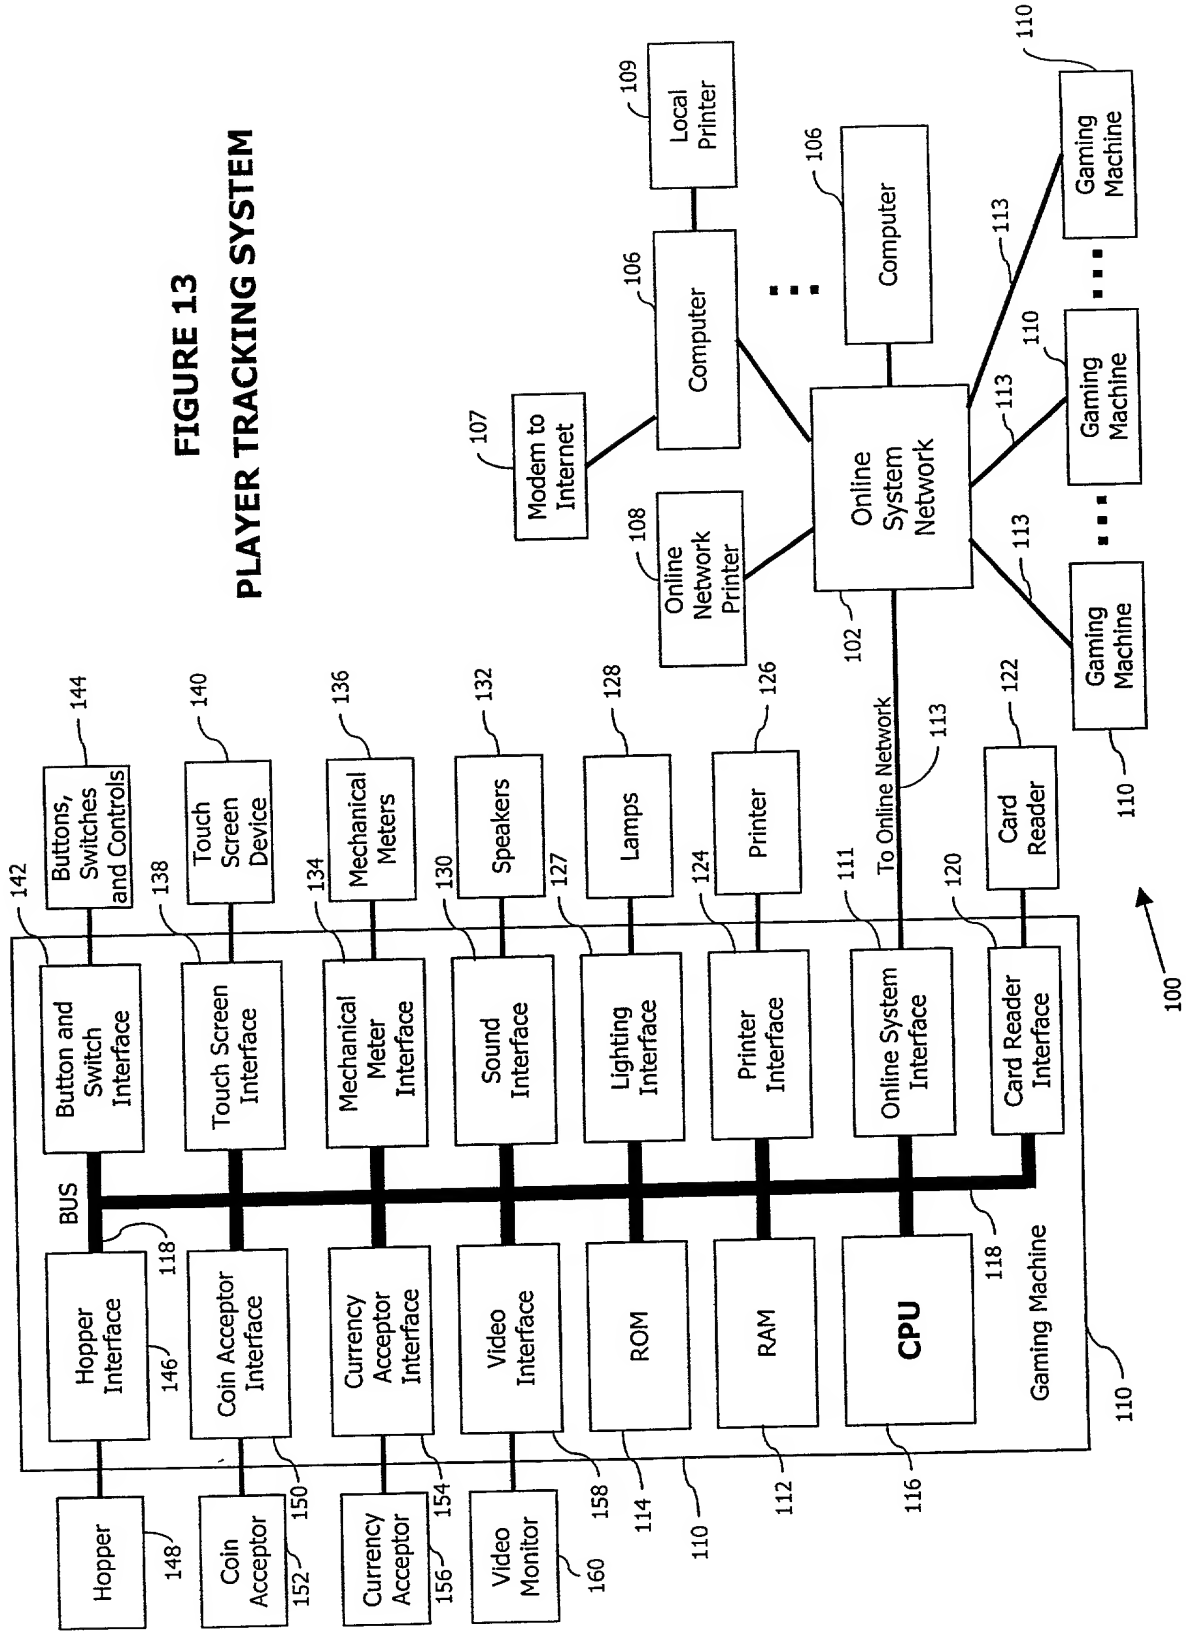 FIGURE 13
PLAYER TRACKING SYSTEM
Hopper
148
Hopper
Interface
146
BUS
118
Button and
Switch
Interface
142
Buttons,
Switches
and Controls
144
Coin
Acceptor
152
Coin Acceptor
Interface
150
Touch Screen
Interface
138
Touch
Screen
Device
140
Currency
Acceptor
156
Currency
Acceptor
Interface
154
Mechanical
Meter
Interface
134
Mechanical
Meters
136
Video
Monitor
160
Video
Interface
158
Sound
Interface
130
Speakers
132
ROM
114
Lighting
Interface
127
Lamps
128
110
RAM
112
Printer
Interface
124
Printer
126
CPU
116
Online System
Interface
111
To Online Network
113
118
Card Reader
Interface
120
Card
Reader
122
Gaming Machine
110
100
Modem to
Internet
107
Online
Network
Printer
108
Computer
106
Local
Printer
109
Computer
106
Online
System
Network
102
113
113
113
Gaming
Machine
110
Gaming
Machine
110
Gaming
Machine
110